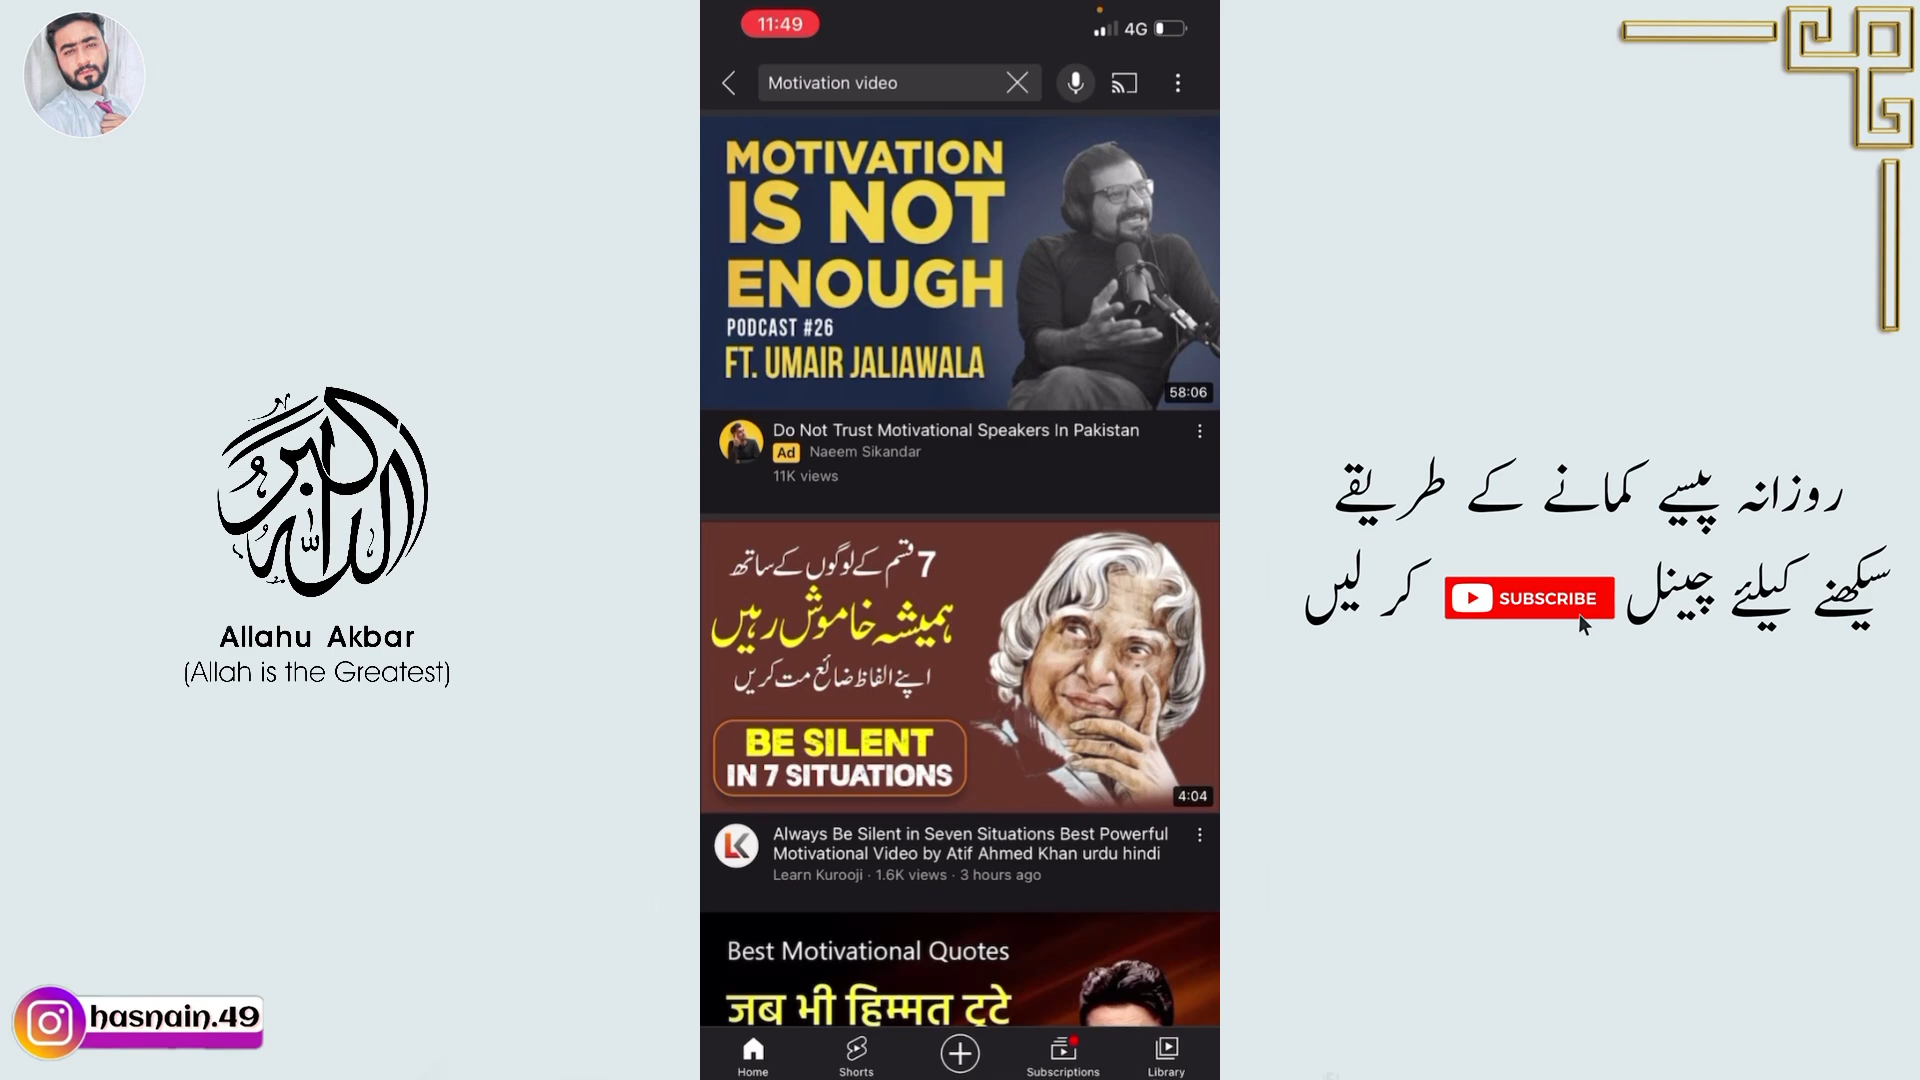 11:49
4G
Motivation video
MOTIVATION
IS NOT
ENOUGH
PODCAST #26
FT. UMAIR JALIAWALA
58:06
Do Not Trust Motivational Speakers In Pakistan
Ad Naeem Sikandar
11K views
7 قسم کے لوگوں کے ساتھ
ہمیشہ خاموش رہیں
اپنے الفاظ ضائع مت کریں
BE SILENT
IN 7 SITUATIONS
4:04
LK
Always Be Silent in Seven Situations Best Powerful
Motivational Video by Atif Ahmed Khan urdu hindi
Learn Kurooji · 1.6K views · 3 hours ago
Best Motivational Quotes
जब भी हिम्मत टूटे
Home
Shorts
Subscriptions
Library
الله أكبر
Allahu Akbar
(Allah is the Greatest)
hasnain.49
روزانہ پیسے کمانے کے طریقے
سیکھنے کیلئے چینل SUBSCRIBE کر لیں